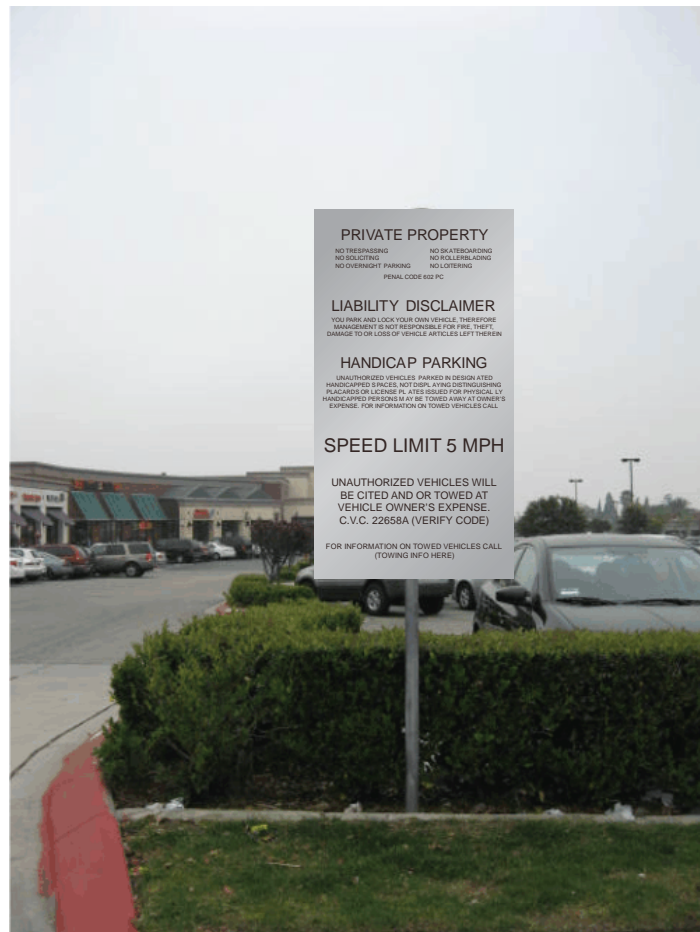 PRIVATE PROPERTY
NO TRESPASSING NO SKATEBOARDING
NO SOLICITING NO ROLLERBLADING
NO OVERNIGHT PARKING NO LOITERING
PENAL CODE 602 PC
LIABILITY DISCLAIMER
YOU PARK AND LOCK YOUR OWN VEHICLE, THEREFORE
MANAGEMENT IS NOT RESPONSIBLE FOR FIRE, THEFT,
DAMAGE TO OR LOSS OF VEHICLE ARTICLES LEFT THEREIN
HANDICAP PARKING
UNAUTHORIZED VEHICLES PARKED IN DESIGN ATED
HANDICAPPED SPACES, NOT DISPL AYING DISTINGUISHING
PLACARDS OR LICENSE PL ATES ISSUED FOR PHYSICAL LY
HANDICAPPED PERSONS M AY BE TOWED AWAY AT OWNER'S
EXPENSE. FOR INFORMATION ON TOWED VEHICLES CALL
SPEED LIMIT 5 MPH
UNAUTHORIZED VEHICLES WILL
BE CITED AND OR TOWED AT
VEHICLE OWNER'S EXPENSE.
C.V.C. 22658A (VERIFY CODE)
FOR INFORMATION ON TOWED VEHICLES CALL
(TOWING INFO HERE)